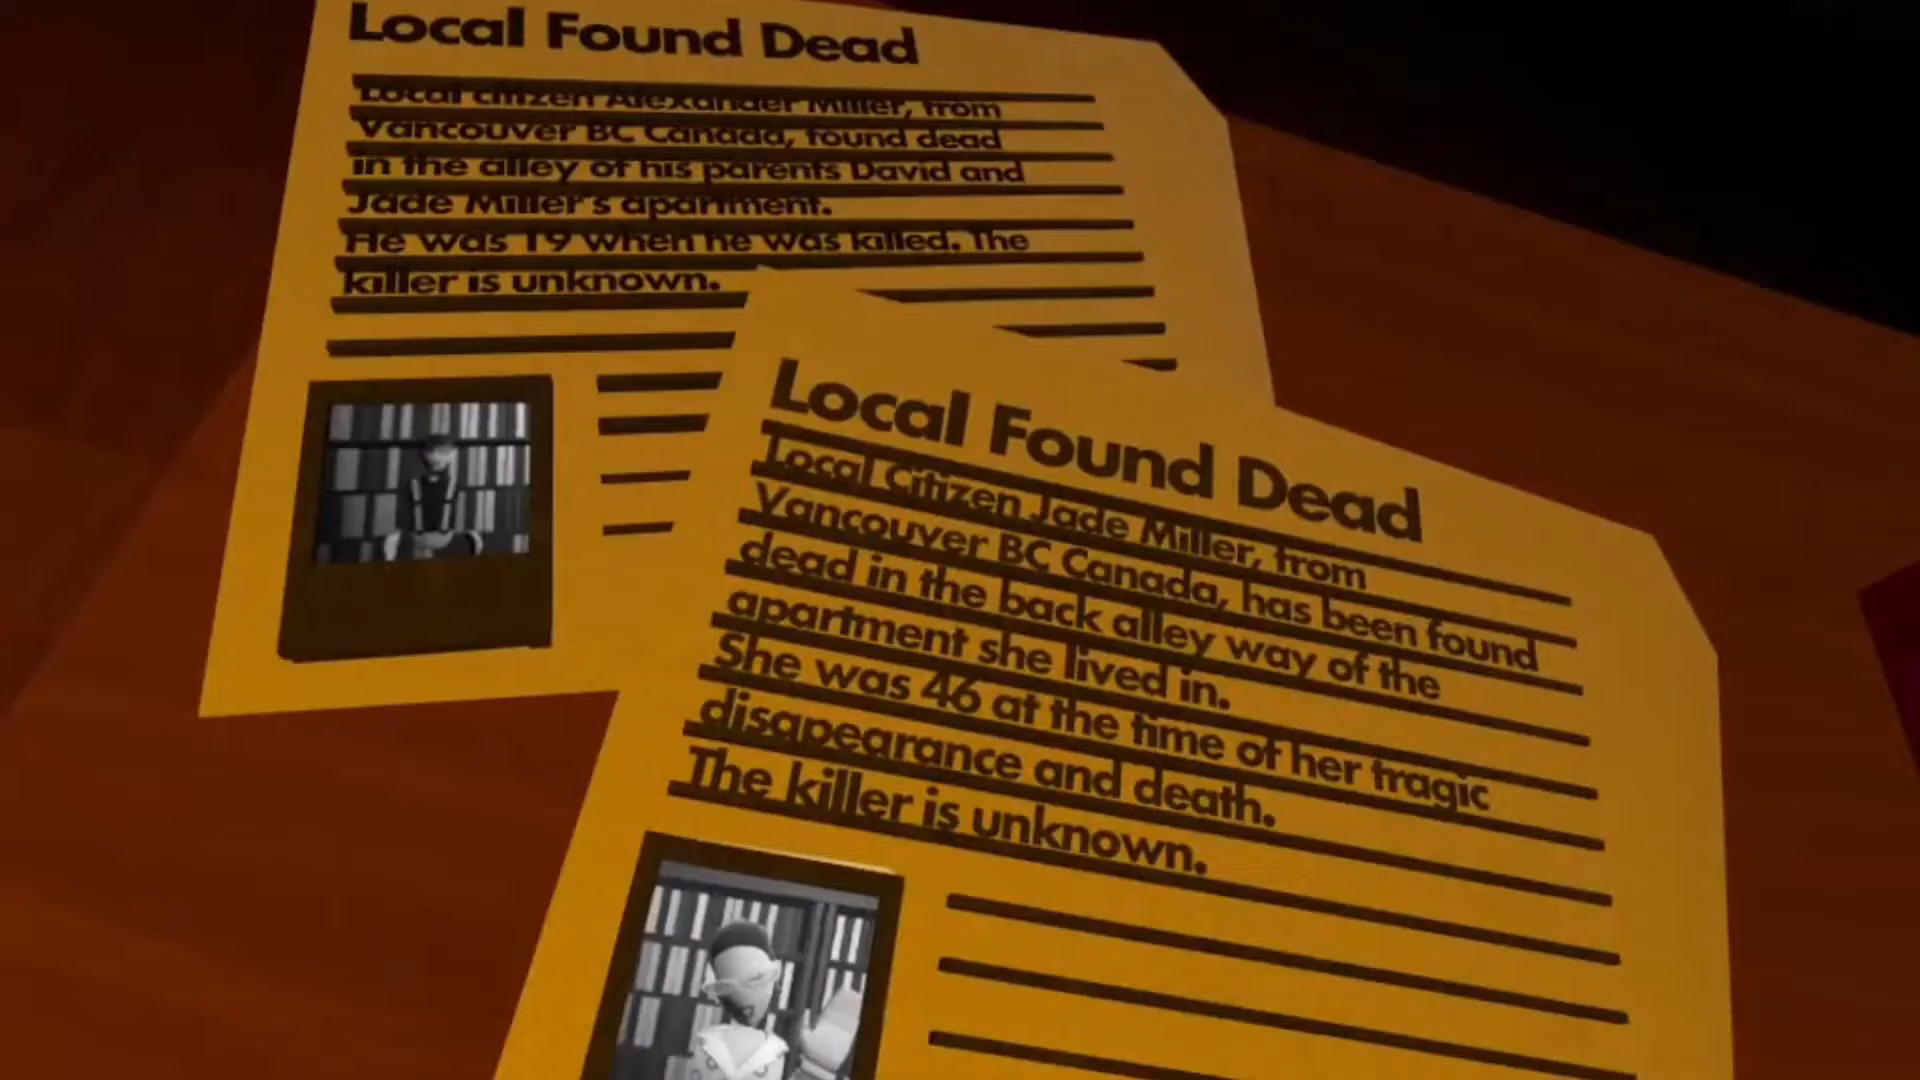 Local Found Dead
Local citizen Alexander Miller, from
Vancouver BC Canada, found dead
in the alley of his parents David and
Jade Miller's apartment.
He was 19 when he was killed. The
killer is unknown.
Local Found Dead
Local Citizen Jade Miller, from
Vancouver BC Canada, has been found
dead in the back alley way of the
apartment she lived in.
She was 46 at the time of her tragic
disapearance and death.
The killer is unknown.